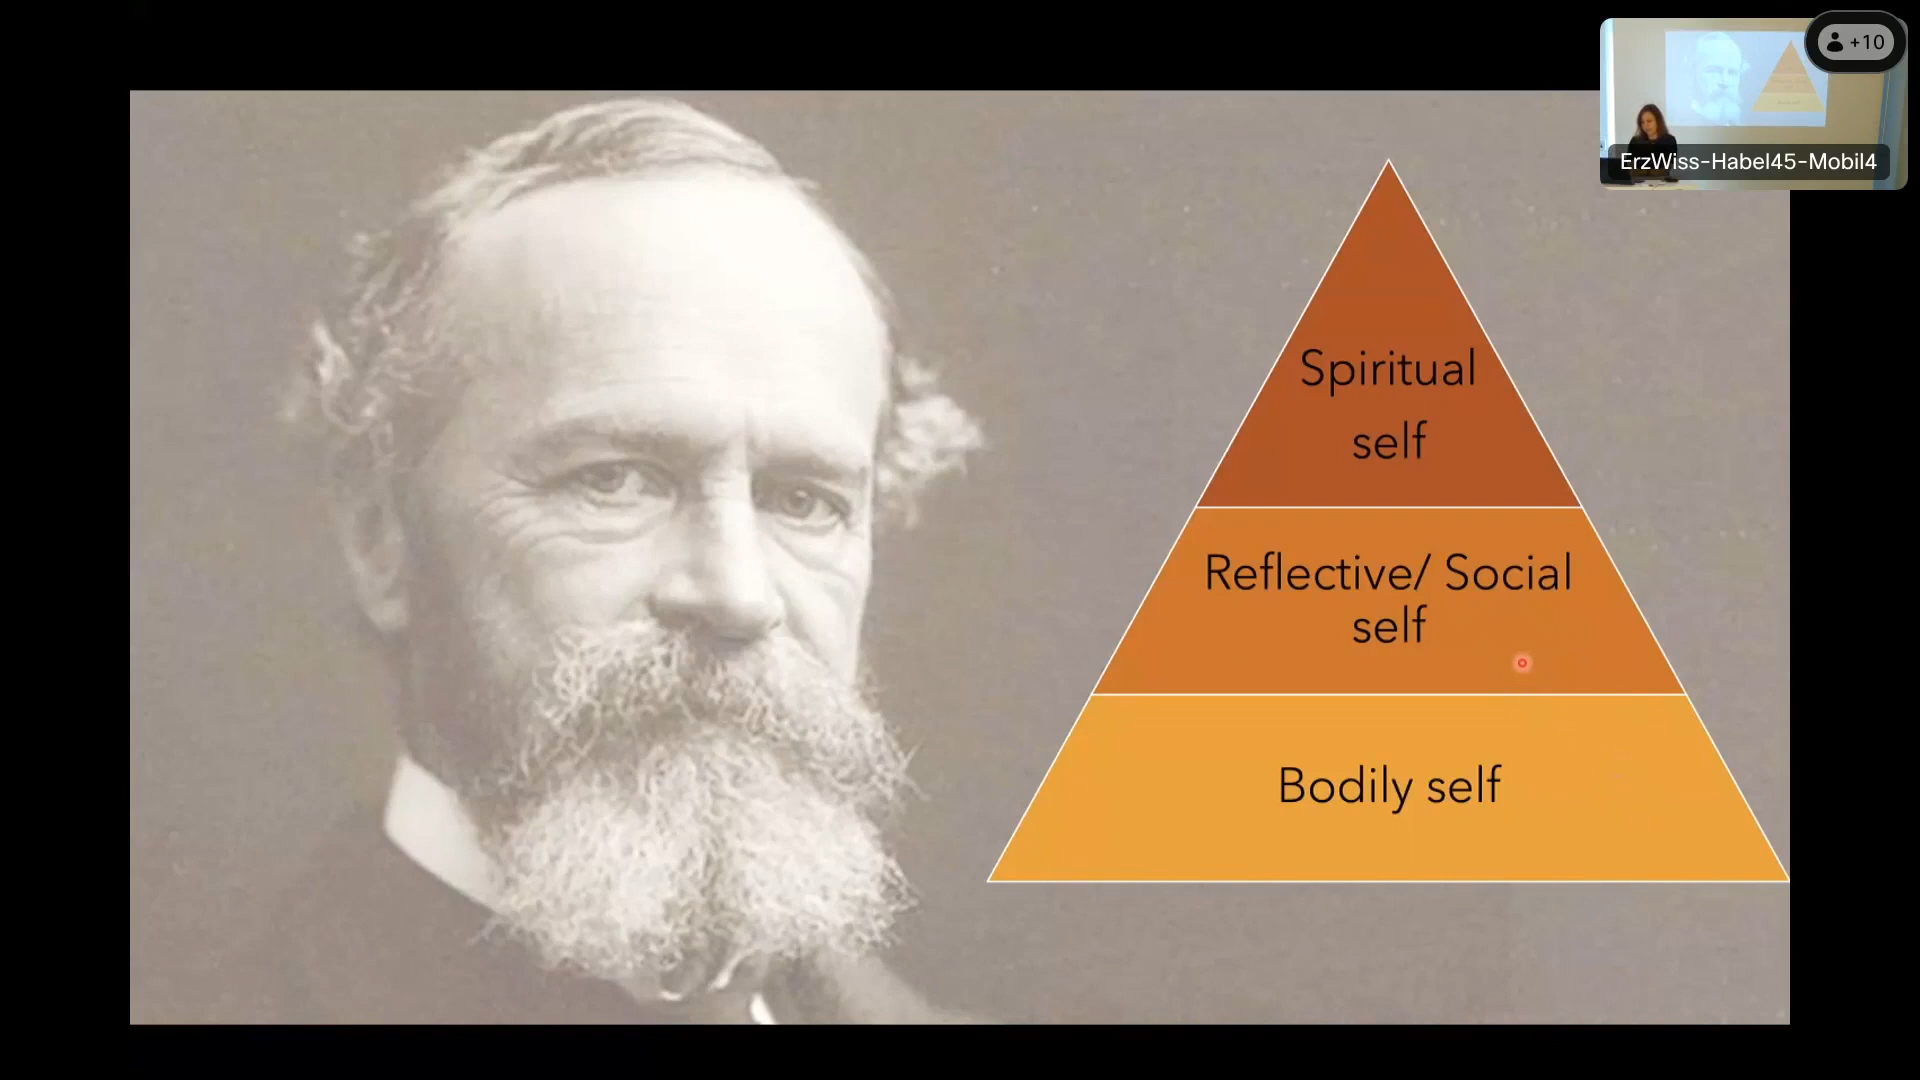 +10
ErzWiss-Habel45-Mobil4
Spiritual
self
Reflective/ Social
self
Bodily self